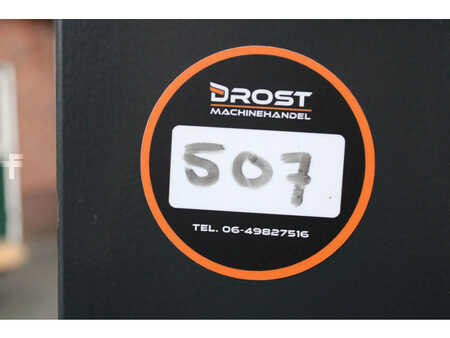 DROST
MACHINEHANDEL
507
TEL. 06-49827516